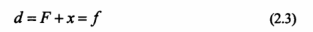 d = F + x = f (2.3)